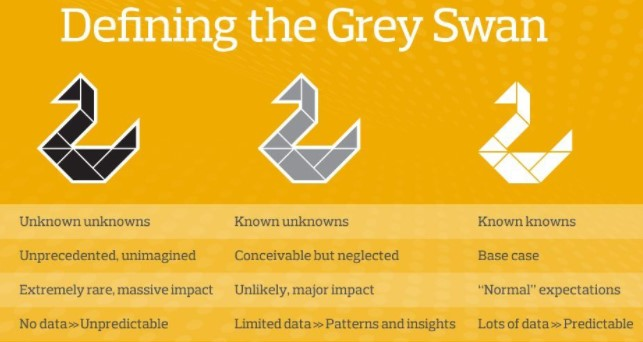 Defining the Grey Swan
Unknown unknowns Known unknowns Known knowns
Unprecedented, unimagined Conceivable but neglected Base case
Extremely rare, massive impact Unlikely, major impact “Normal” expectations
No data>>Unpredictable Limited data>>Patterns and insights Lots of data>>Predictable